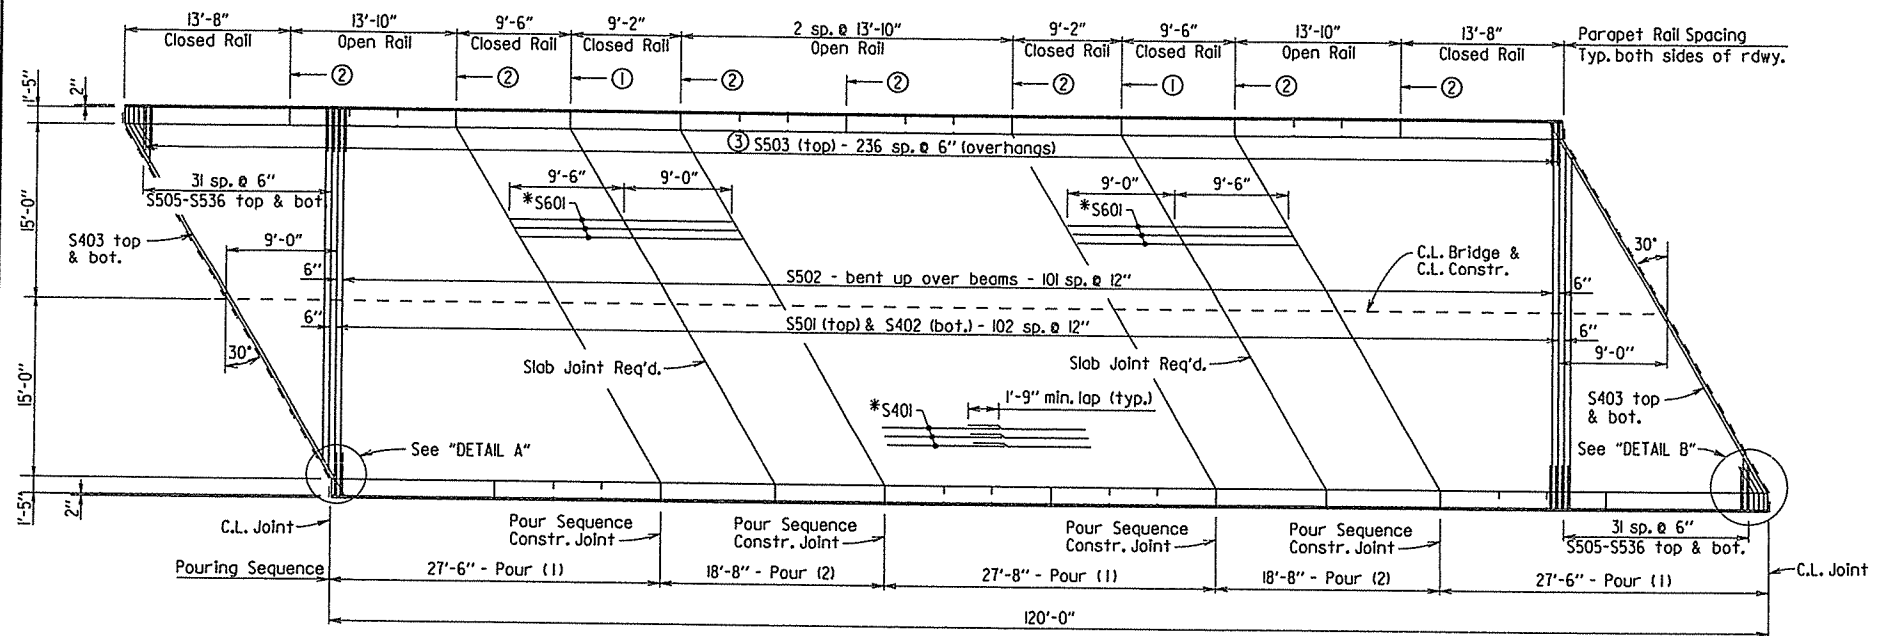 13'-8" 13'-10" 9'-6" 9'-2" 2 sp. @ 13'-10" 9'-2" 9'-6" 13'-10" 13'-8" Parapet Rail Spacing
Closed Rail Open Rail Closed Rail Closed Rail Open Rail Closed Rail Closed Rail Open Rail Closed Rail Typ. both sides of rdwy.
② ② ① ② ② ② ① ② ②
1'-5" 2"
③ S503 (top) - 236 sp. @ 6" (overhangs)
31 sp. @ 6"
S505-S536 top & bot.
9'-6" 9'-0" 9'-0" 9'-6"
*S601 *S601
15'-0"
S403 top
& bot.
9'-0"
30°
C.L. Bridge &
C.L. Constr.
6" S502 - bent up over beams - 101 sp. @ 12" 6"
6" S501 (top) & S402 (bot.) - 102 sp. @ 12" 6"
30°
9'-0"
15'-0"
Slab Joint Req'd. Slab Joint Req'd.
1'-9" min. lap (typ.)
*S401
S403 top
& bot.
See "DETAIL A" See "DETAIL B"
1'-5" 2"
C.L. Joint
Pour Sequence
Constr. Joint
Pour Sequence
Constr. Joint
Pour Sequence
Constr. Joint
Pour Sequence
Constr. Joint
31 sp. @ 6"
S505-S536 top & bot.
Pouring Sequence 27'-6" - Pour (1) 18'-8" - Pour (2) 27'-8" - Pour (1) 18'-8" - Pour (2) 27'-6" - Pour (1) C.L. Joint
120'-0"